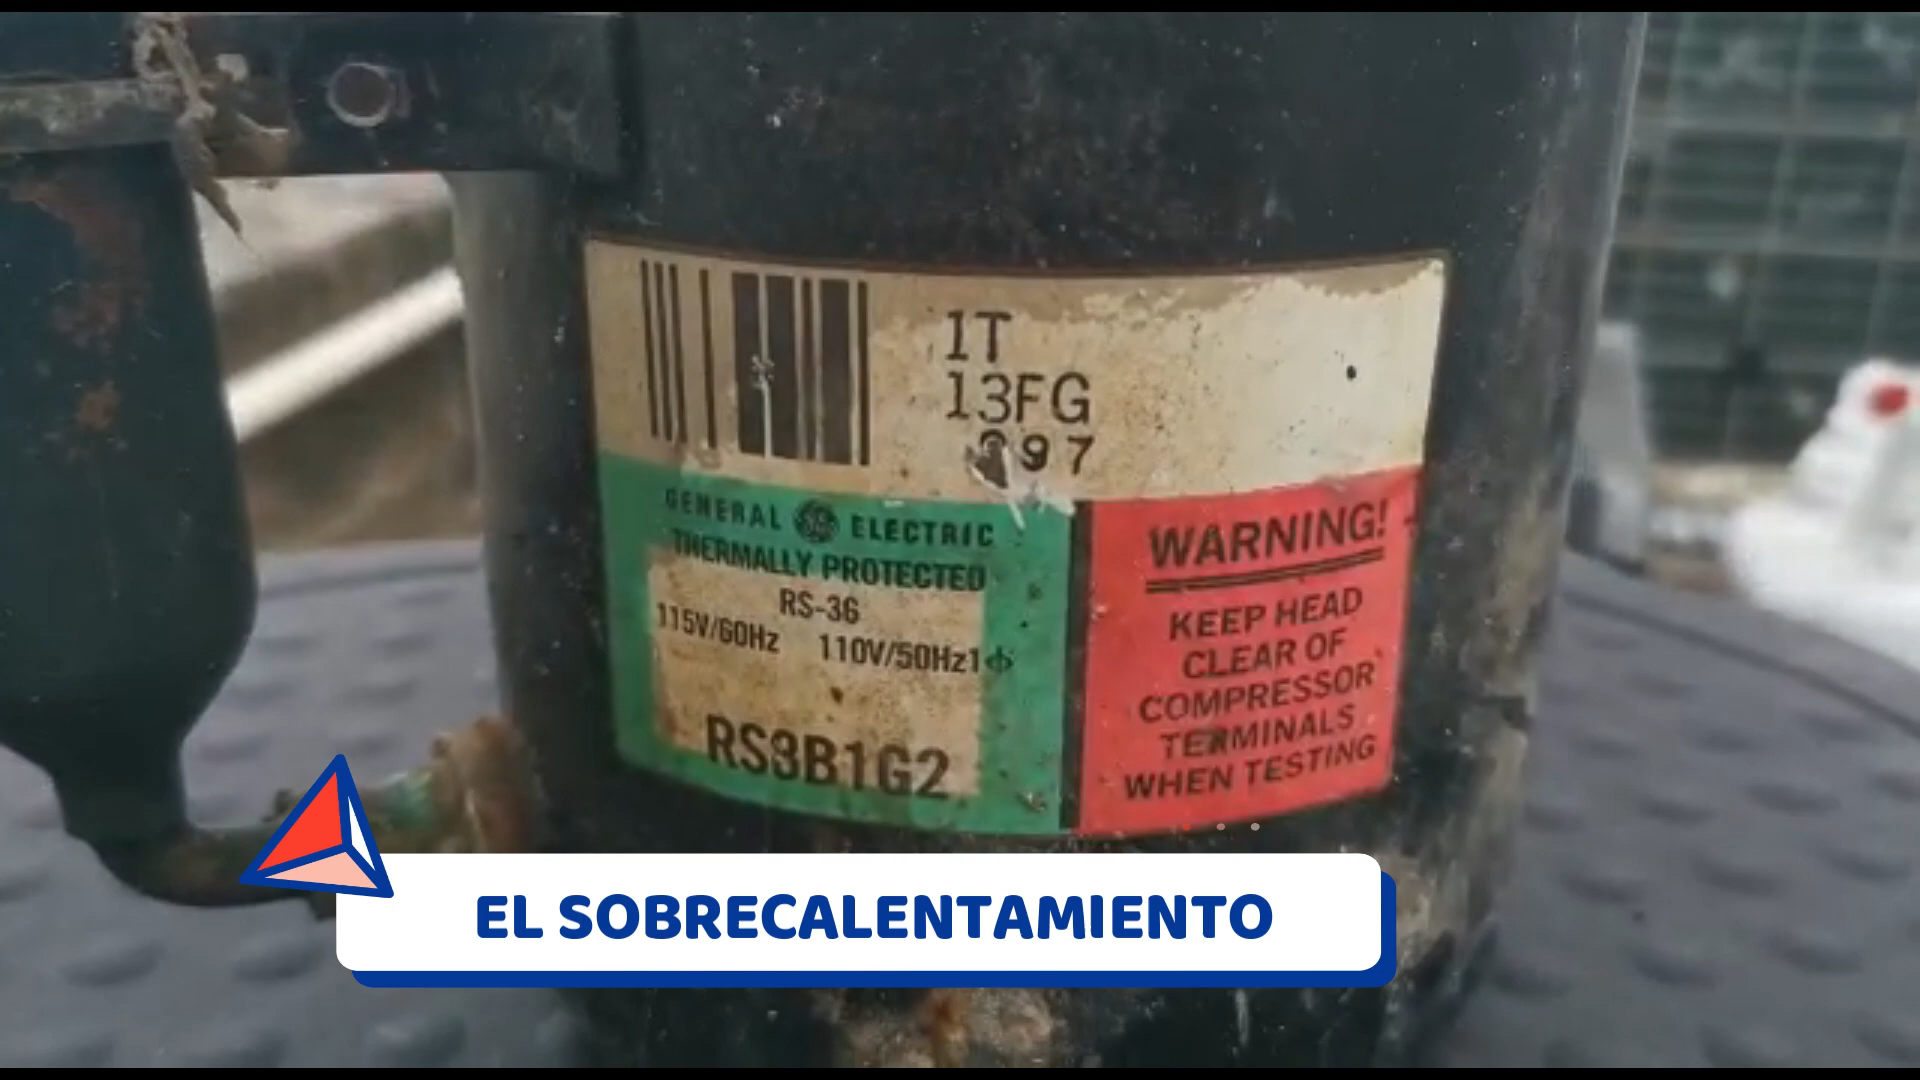 1T
13FG
97
GENERAL ELECTRIC
THERMALLY PROTECTED
RS-36
115V/60Hz 110V/50Hz1ϕ
RS3B1G2
WARNING!
KEEP HEAD
CLEAR OF
COMPRESSOR
TERMINALS
WHEN TESTING
EL SOBRECALENTAMIENTO